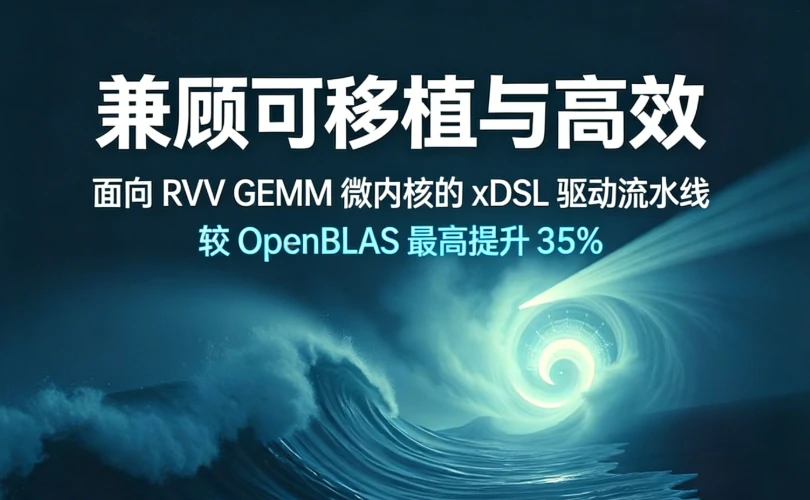 兼顾可移植与高效
面向 RVV GEMM 微内核的 xDSL 驱动流水线
较 OpenBLAS 最高提升 35%